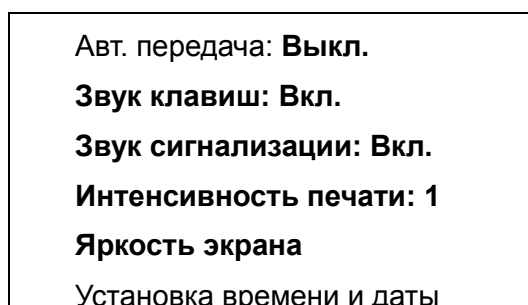 Авт. передача: Выкл.
Звук клавиш: Вкл.
Звук сигнализации: Вкл.
Интенсивность печати: 1
Яркость экрана
Установка времени и даты